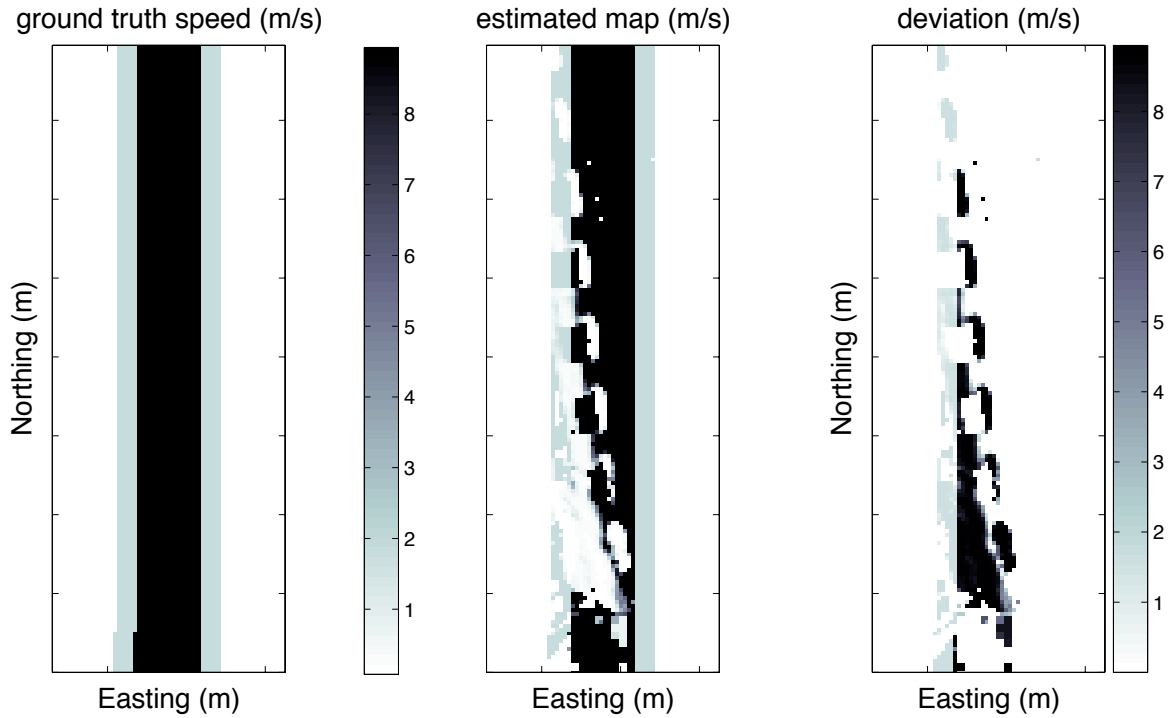 ground truth speed (m/s)
estimated map (m/s)
deviation (m/s)
8
7
6
5
4
3
2
1
8
7
6
5
4
3
2
1
Northing (m)
Northing (m)
Easting (m)
Easting (m)
Easting (m)